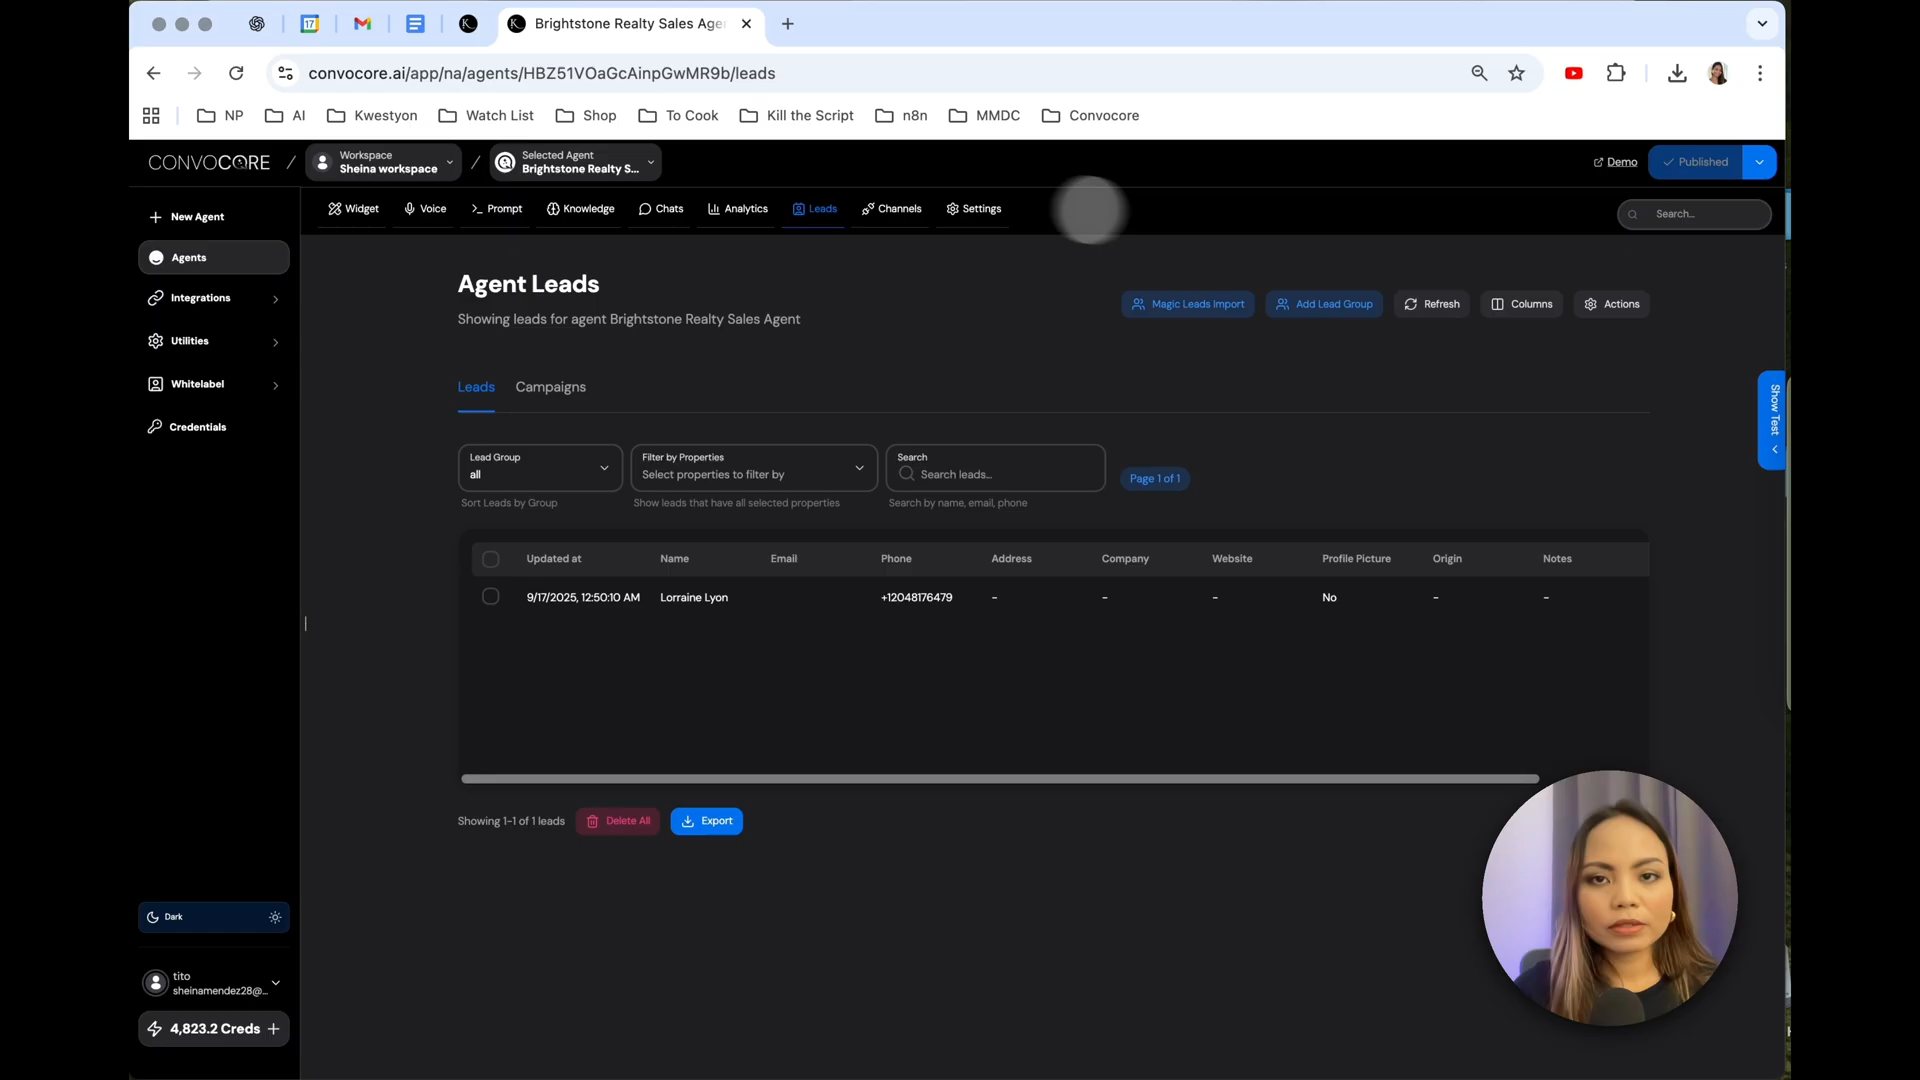 Brightstone Realty Sales Age
convocore.ai/app/na/agents/HBZ51VOaGcAinpGwMR9b/leads
NP
AI
Kwestyon
Watch List
Shop
To Cook
Kill the Script
n8n
MMDC
Convocore
CONVOCORE
/
Workspace
Sheina workspace
/
Selected Agent
Brightstone Realty S...
Demo
Published
Widget
Voice
Prompt
Knowledge
Chats
Analytics
Leads
Channels
Settings
Search...
New Agent
Agents
Integrations
Utilities
Whitelabel
Credentials
Agent Leads
Showing leads for agent Brightstone Realty Sales Agent
Magic Leads Import
Add Lead Group
Refresh
Columns
Actions
Leads
Campaigns
Show Test
Lead Group
all
Sort Leads by Group
Filter by Properties
Select properties to filter by
Show leads that have all selected properties
Search
Search leads...
Search by name, email, phone
Page 1 of 1
Updated at Name Email Phone Address Company Website Profile Picture Origin Notes
9/17/2025, 12:50:10 AM Lorraine Lyon +12048176479 - - - No - -
Showing 1-1 of 1 leads
Delete All
Export
Dark
tito
sheinamendez28@...
4,823.2 Creds
17